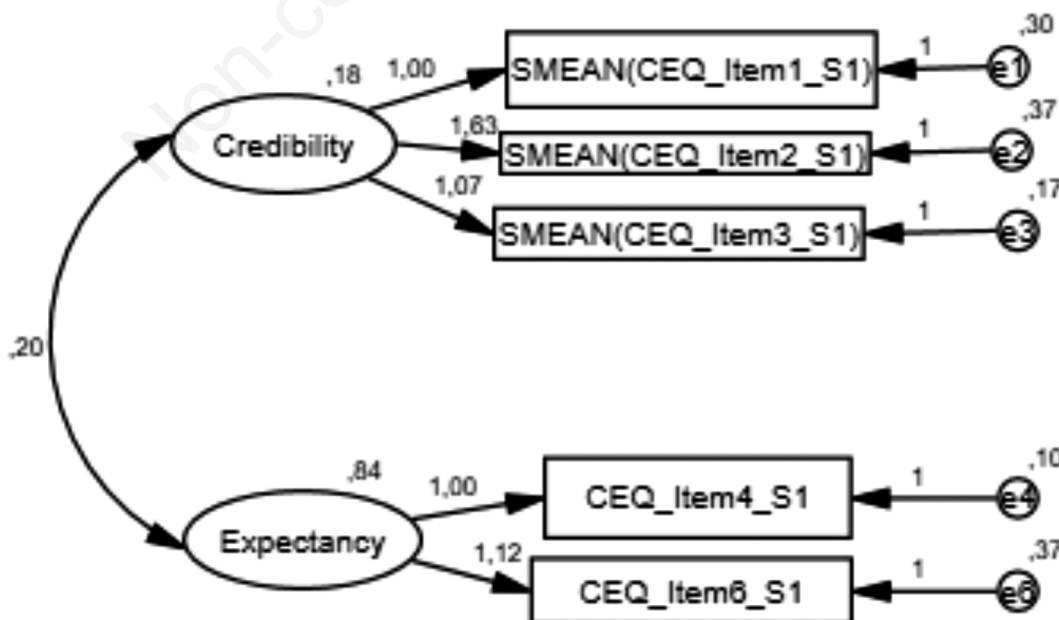 ,30
,18 1,00 SMEAN(CEQ_Item1_S1) 1 e1
,37
Credibility 1,63 SMEAN(CEQ_Item2_S1) 1 e2
,17
1,07 SMEAN(CEQ_Item3_S1) 1 e3
,20
,10
,84 1,00 CEQ_Item4_S1 1 e4
,37
Expectancy 1,12 CEQ_Item6_S1 1 e6